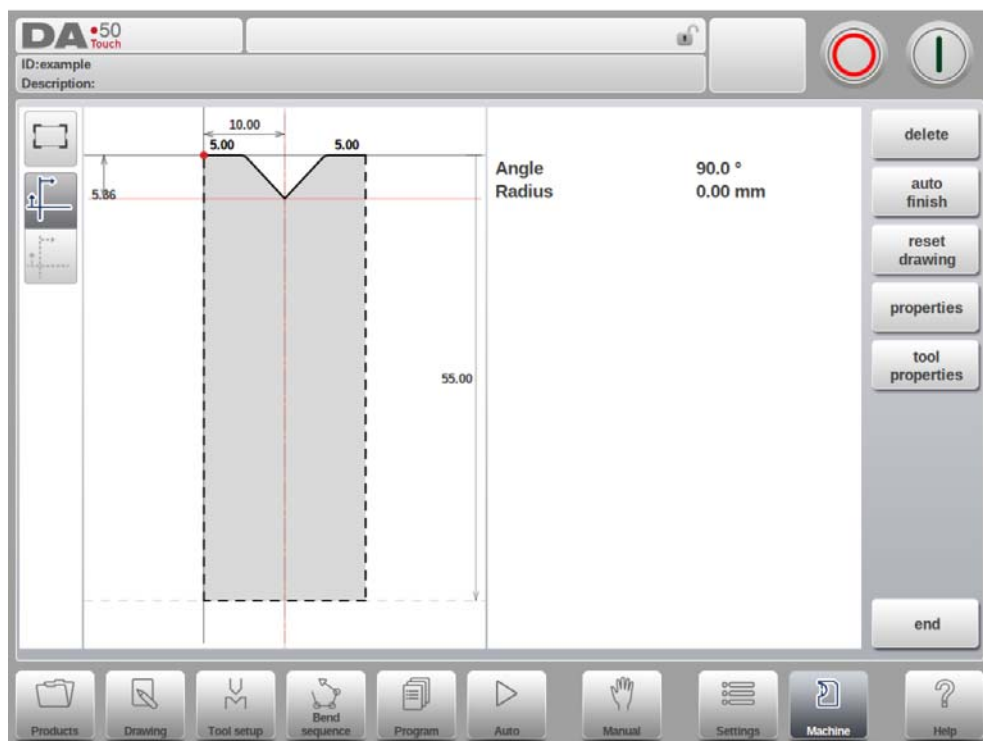 DA•50
Touch
ID:example
Description:
10.00
5.00 5.00
5.86
55.00
Angle 90.0 °
Radius 0.00 mm
delete
auto
finish
reset
drawing
properties
tool
properties
end
Products
Drawing
Tool setup
Bend
sequence
Program
Auto
Manual
Settings
Machine
Help